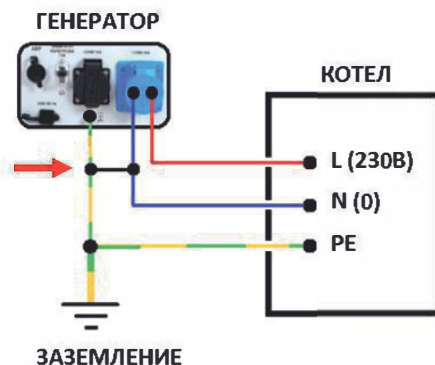 ГЕНЕРАТОР
КОТЕЛ
L (230В)
N (0)
PE
ЗАЗЕМЛЕНИЕ